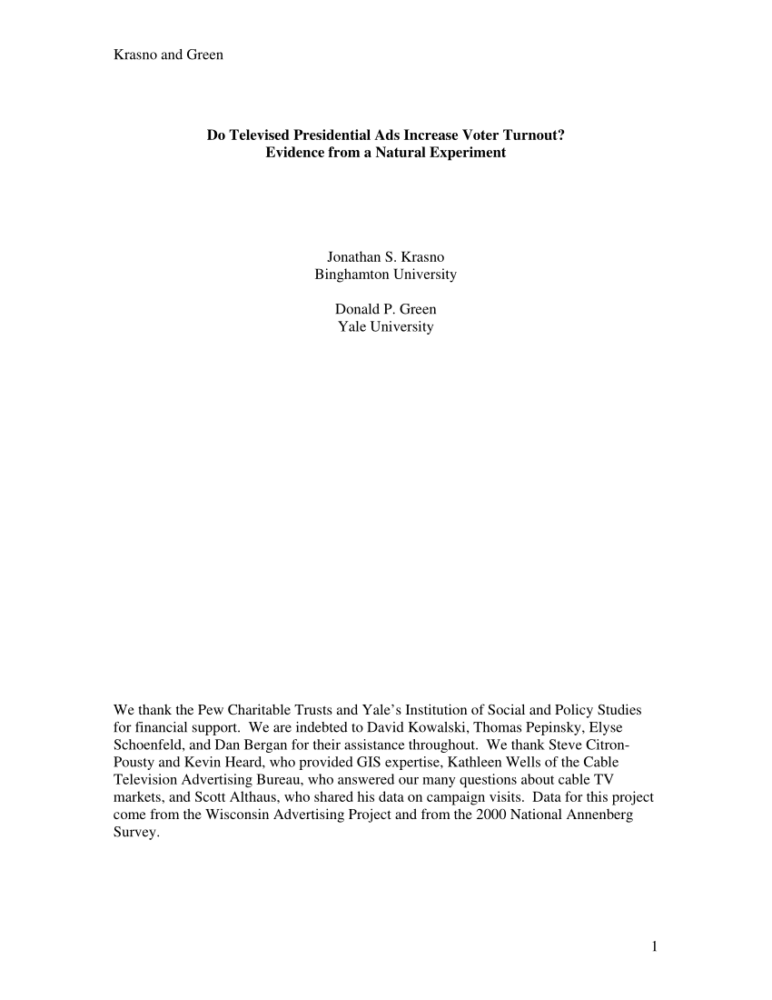 Krasno and Green
Do Televised Presidential Ads Increase Voter Turnout?
Evidence from a Natural Experiment
Jonathan S. Krasno
Binghamton University
Donald P. Green
Yale University
We thank the Pew Charitable Trusts and Yale's Institution of Social and Policy Studies
for financial support.  We are indebted to David Kowalski, Thomas Pepinsky, Elyse
Schoenfeld, and Dan Bergan for their assistance throughout.  We thank Steve Citron-
Pousty and Kevin Heard, who provided GIS expertise, Kathleen Wells of the Cable
Television Advertising Bureau, who answered our many questions about cable TV
markets, and Scott Althaus, who shared his data on campaign visits.  Data for this project
come from the Wisconsin Advertising Project and from the 2000 National Annenberg
Survey.
1